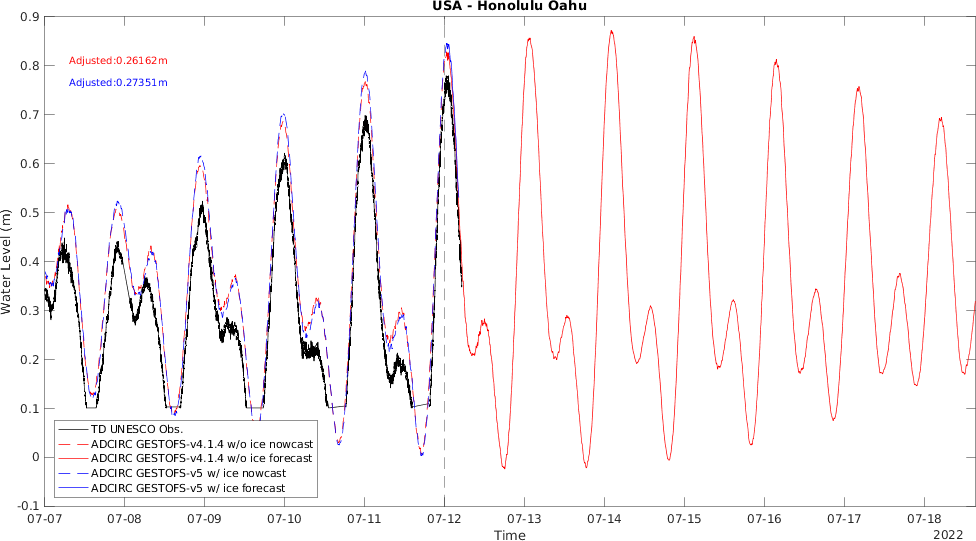 USA - Honolulu Oahu
0.9
0.8
0.7
0.6
0.5
0.4
0.3
0.2
0.1
0
-0.1
Water Level (m)
Adjusted:0.26162m
Adjusted:0.27351m
TD UNESCO Obs.
ADCIRC GESTOFS-v4.1.4 w/o ice nowcast
ADCIRC GESTOFS-v4.1.4 w/o ice forecast
ADCIRC GESTOFS-v5 w/ ice nowcast
ADCIRC GESTOFS-v5 w/ ice forecast
07-07 07-08 07-09 07-10 07-11 07-12 07-13 07-14 07-15 07-16 07-17 07-18
Time
2022